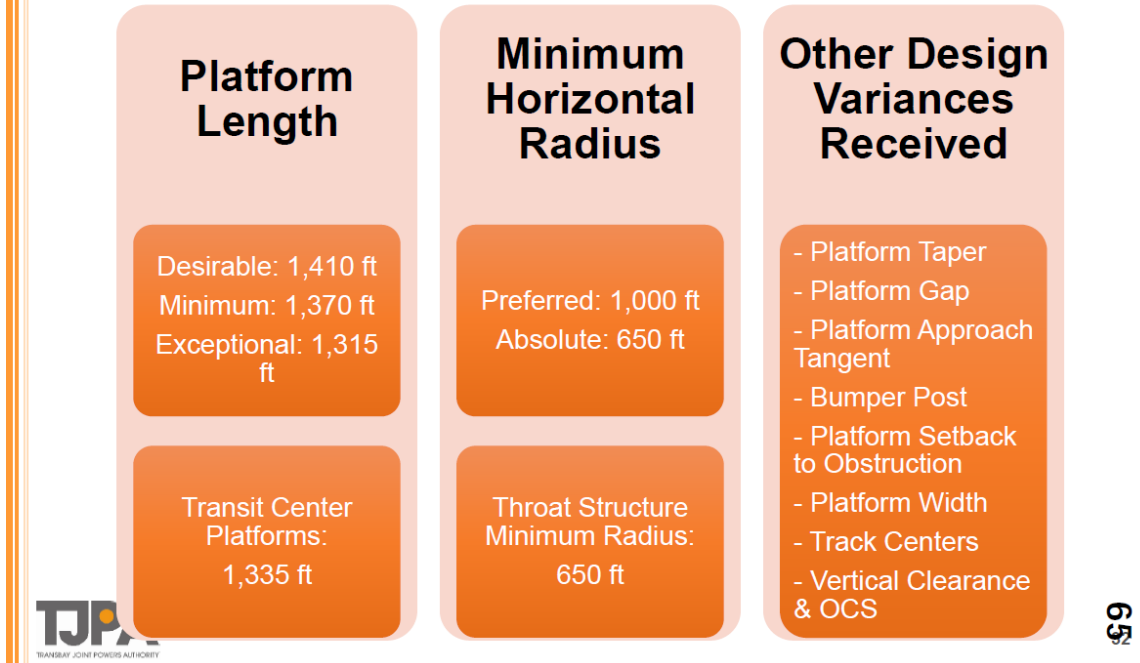 Platform
Length
Desirable: 1,410 ft
Minimum: 1,370 ft
Exceptional: 1,315
ft
Transit Center
Platforms:
1,335 ft
Minimum
Horizontal
Radius
Preferred: 1,000 ft
Absolute: 650 ft
Throat Structure
Minimum Radius:
650 ft
Other Design
Variances
Received
- Platform Taper
- Platform Gap
- Platform Approach
Tangent
- Bumper Post
- Platform Setback
to Obstruction
- Platform Width
- Track Centers
- Vertical Clearance
& OCS
TJPA
TRANSBAY JOINT POWERS AUTHORITY
65
32